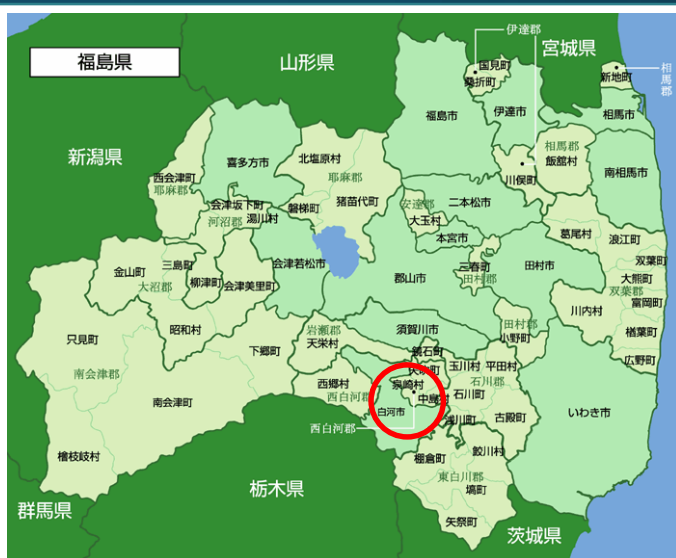 福島県
山形県
宮城県
新潟県
群馬県
栃木県
茨城県
伊達郡
国見町
桑折町
新地町
相馬郡
福島市
伊達市
相馬市
喜多方市
北塩原村
耶麻郡
猪苗代町
磐梯町
西会津町
耶麻郡
会津坂下町
河沼郡
湯川村
川俣町
相馬郡
飯舘村
南相馬市
安達郡
大玉村
二本松市
本宮市
葛尾村
浪江町
双葉町
大熊町
双葉郡
富岡町
楢葉町
広野町
会津若松市
郡山市
三春町
田村郡
田村市
川内村
金山町
三島町
大沼郡
柳津町
会津美里町
昭和村
只見町
南会津郡
南会津町
檜枝岐村
下郷町
岩瀬郡
天栄村
須賀川市
鏡石町
矢吹町
田村郡
小野町
玉川村
平田村
石川郡
石川町
古殿町
浅川町
いわき市
西郷村
西白河郡
泉崎村
中島村
白河市
西白河郡
棚倉町
鮫川村
東白川郡
塙町
矢祭町